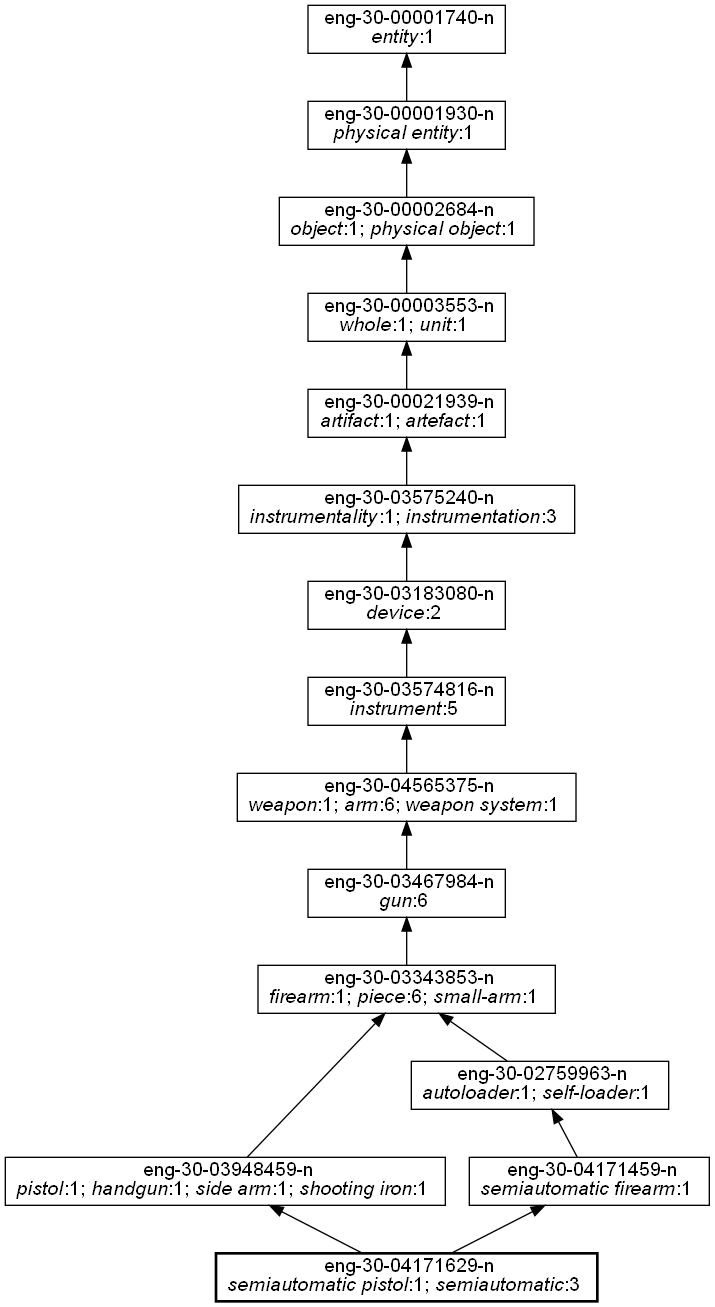 eng-30-00001740-n
entity:1
eng-30-00001930-n
physical entity:1
eng-30-00002684-n
object:1; physical object:1
eng-30-00003553-n
whole:1; unit:1
eng-30-00021939-n
artifact:1; artefact:1
eng-30-03575240-n
instrumentality:1; instrumentation:3
eng-30-03183080-n
device:2
eng-30-03574816-n
instrument:5
eng-30-04565375-n
weapon:1; arm:6; weapon system:1
eng-30-03467984-n
gun:6
eng-30-03343853-n
firearm:1; piece:6; small-arm:1
eng-30-02759963-n
autoloader:1; self-loader:1
eng-30-03948459-n
pistol:1; handgun:1; side arm:1; shooting iron:1
eng-30-04171459-n
semiautomatic firearm:1
eng-30-04171629-n
semiautomatic pistol:1; semiautomatic:3